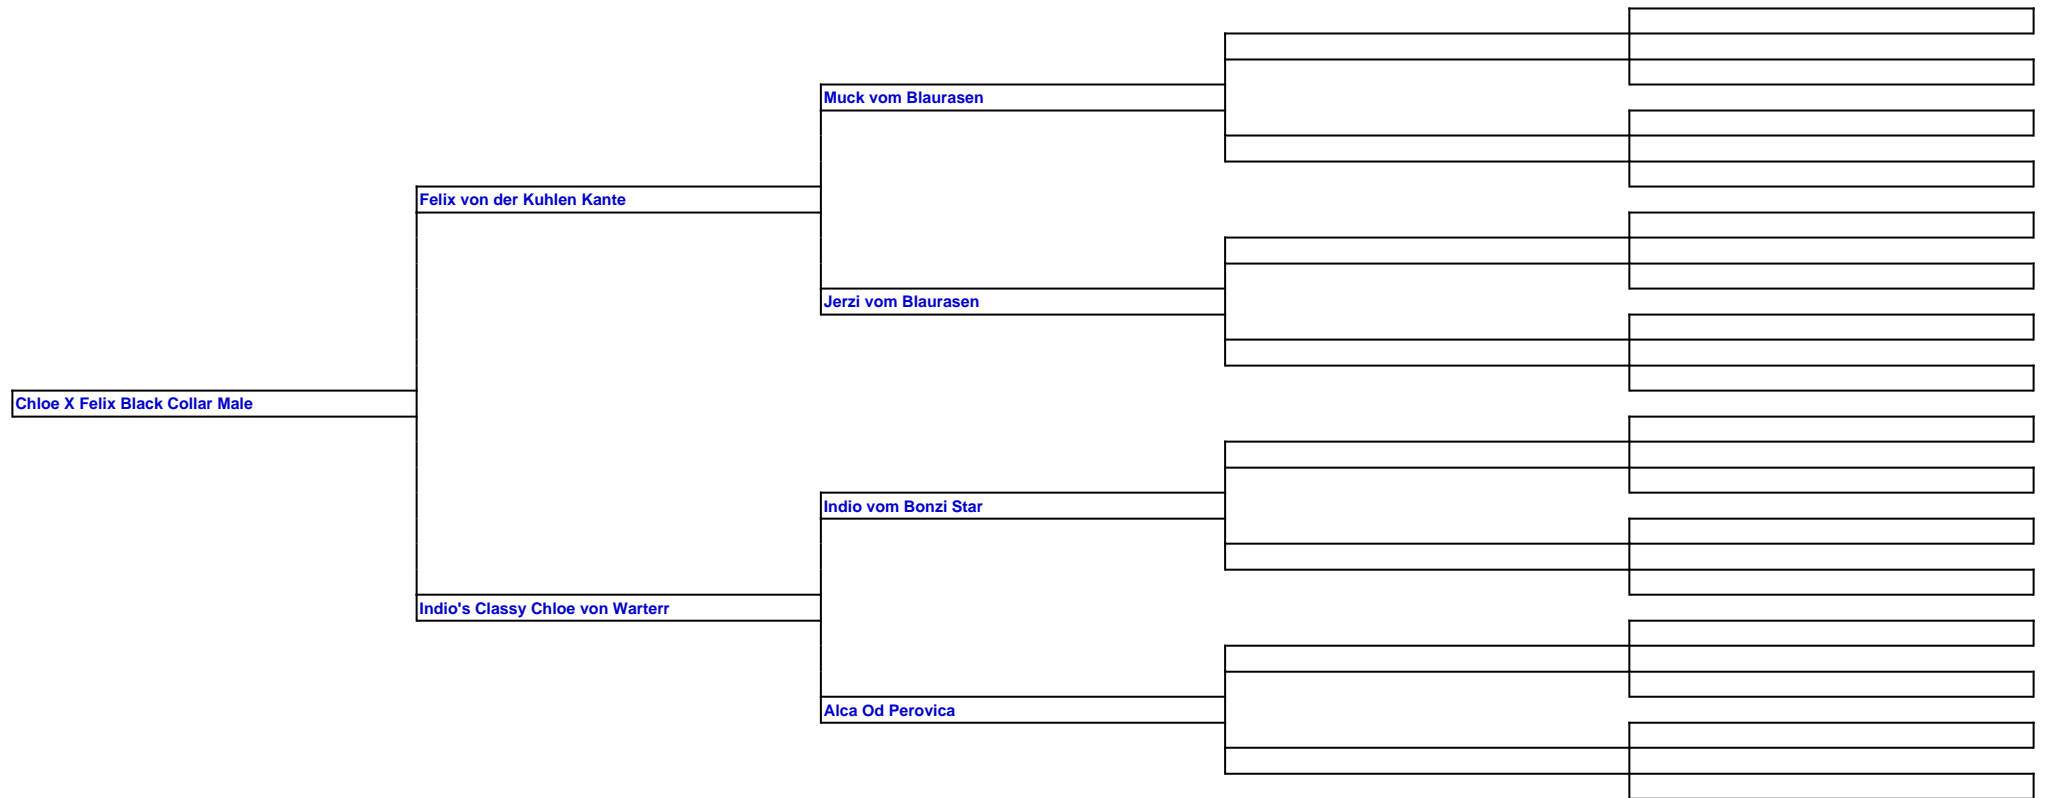 Muck vom Blaurasen
Felix von der Kuhlen Kante
Jerzi vom Blaurasen
Chloe X Felix Black Collar Male
Indio vom Bonzi Star
Indio's Classy Chloe von Warterr
Alca Od Perovica